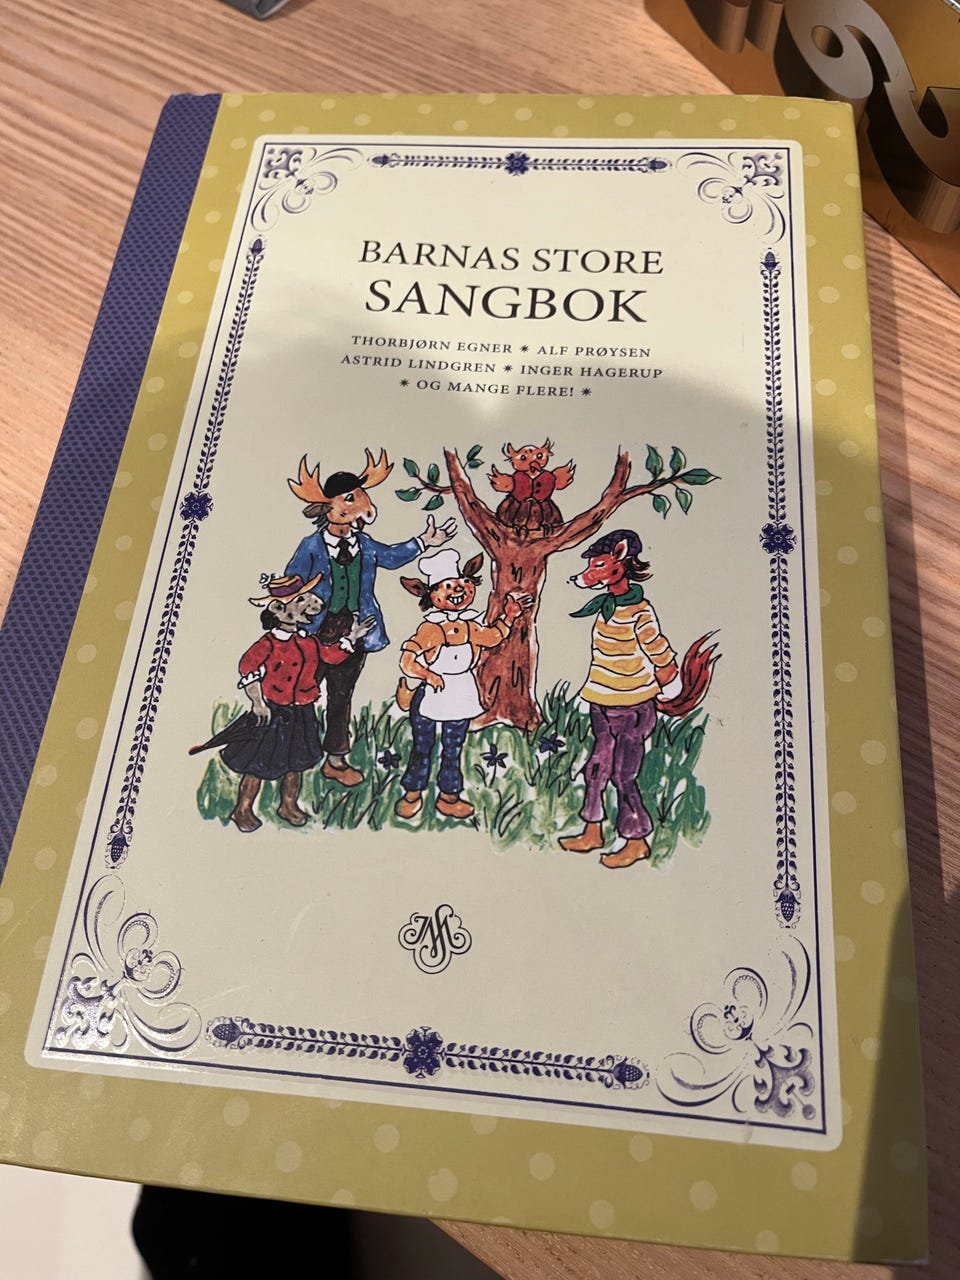 BARNAS STORE
SANGBOK
THORBJØRN EGNER ✷ ALF PRØYSEN
ASTRID LINDGREN ✷ INGER HAGERUP
✷ OG MANGE FLERE! ✷